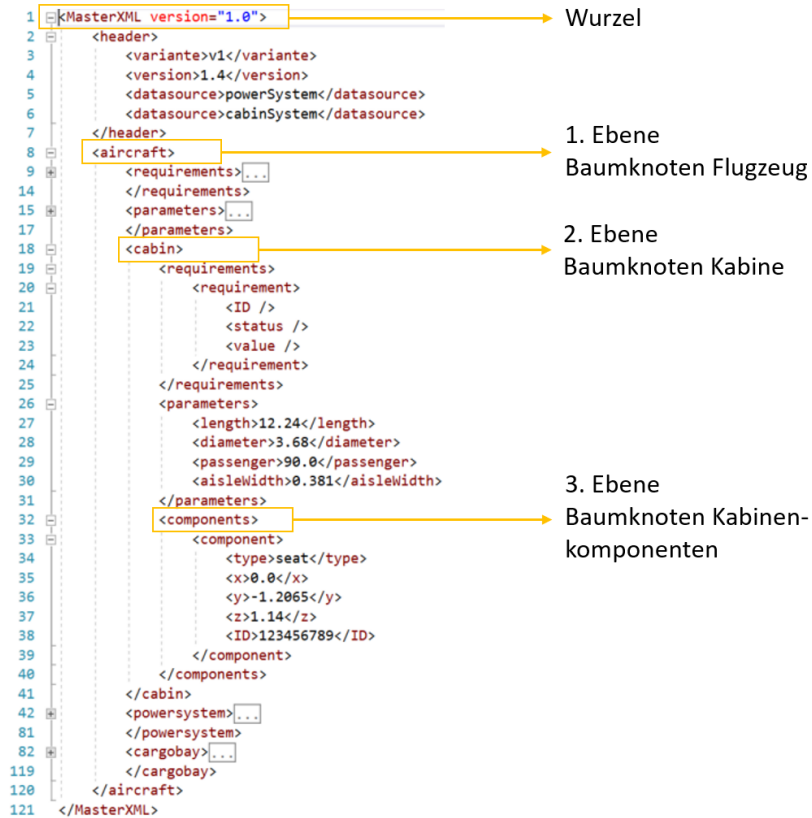 1 <MasterXML version="1.0"> Wurzel
2 <header>
3 <variante>v1</variante>
4 <version>1.4</version>
5 <datasource>powerSystem</datasource>
6 <datasource>cabinSystem</datasource>
7 </header>
1. Ebene
8 <aircraft>
Baumknoten Flugzeug
9 <requirements>...
14 </requirements>
15 <parameters>...
17 </parameters>
2. Ebene
18 <cabin>
Baumknoten Kabine
19 <requirements>
20 <requirement>
21 <ID />
22 <status />
23 <value />
24 </requirement>
25 </requirements>
26 <parameters>
27 <length>12.24</length>
28 <diameter>3.68</diameter>
29 <passenger>90.0</passenger>
30 <aisleWidth>0.381</aisleWidth>
31 </parameters>
3. Ebene
32 <components>
Baumknoten Kabinen-
33 <component>
komponenten
34 <type>seat</type>
35 <x>0.0</x>
36 <y>-1.2065</y>
37 <z>1.14</z>
38 <ID>123456789</ID>
39 </component>
40 </components>
41 </cabin>
42 <powersystem>...
81 </powersystem>
82 <cargobay>...
119 </cargobay>
120 </aircraft>
121 </MasterXML>